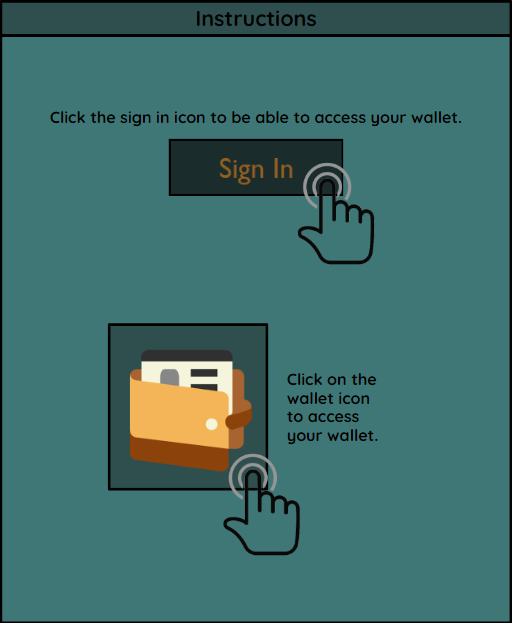 Instructions
Click the sign in icon to be able to access your wallet.
Sign In
Click on the
wallet icon
to access
your wallet.